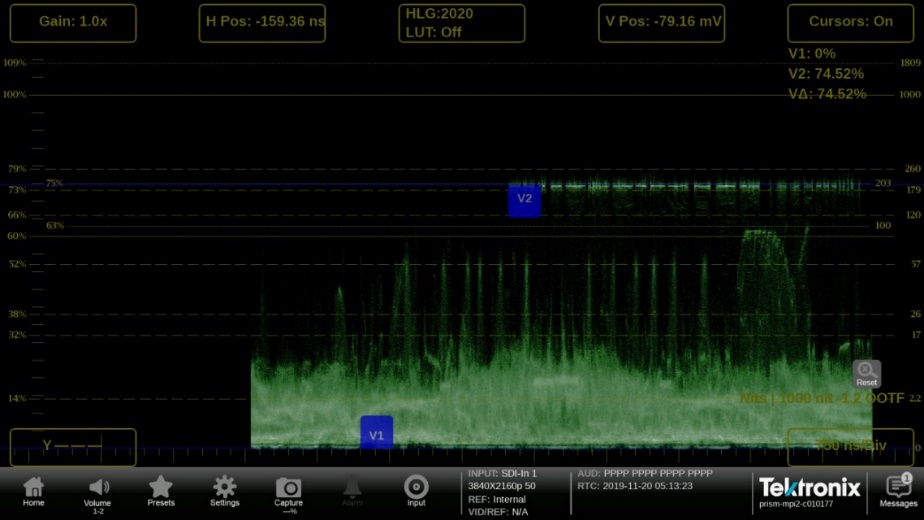 Gain: 1.0x
H Pos: -159.36 ns
HLG:2020
LUT: Off
V Pos: -79.16 mV
Cursors: On
V1: 0%
V2: 74.52%
VΔ: 74.52%
109% 1809
100% 1000
79% 260
75% 203
73% 179
V2
66% 120
63% 100
60%
52% 57
38% 26
32% 17
Reset
14% Nits | 1000 nit -1.2 OOTF 2.2
V1
Y————
750 ns/Div
0
Home
Volume
1-2
Presets
Settings
Capture
---%
Alarm
Input
INPUT: SDI-In 1
3840X2160p 50
REF: Internal
VID/REF: N/A
AUD: PPPP PPPP PPPP PPPP
RTC: 2019-11-20 05:13:23
Tektronix
prism-mpi2-c010177
1
Messages